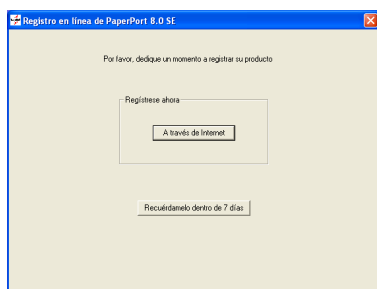 Registro en línea de PaperPort 8.0 SE
Por favor, dedique un momento a registrar su producto
Regístrese ahora
A través de Internet
Recuérdamelo dentro de 7 días